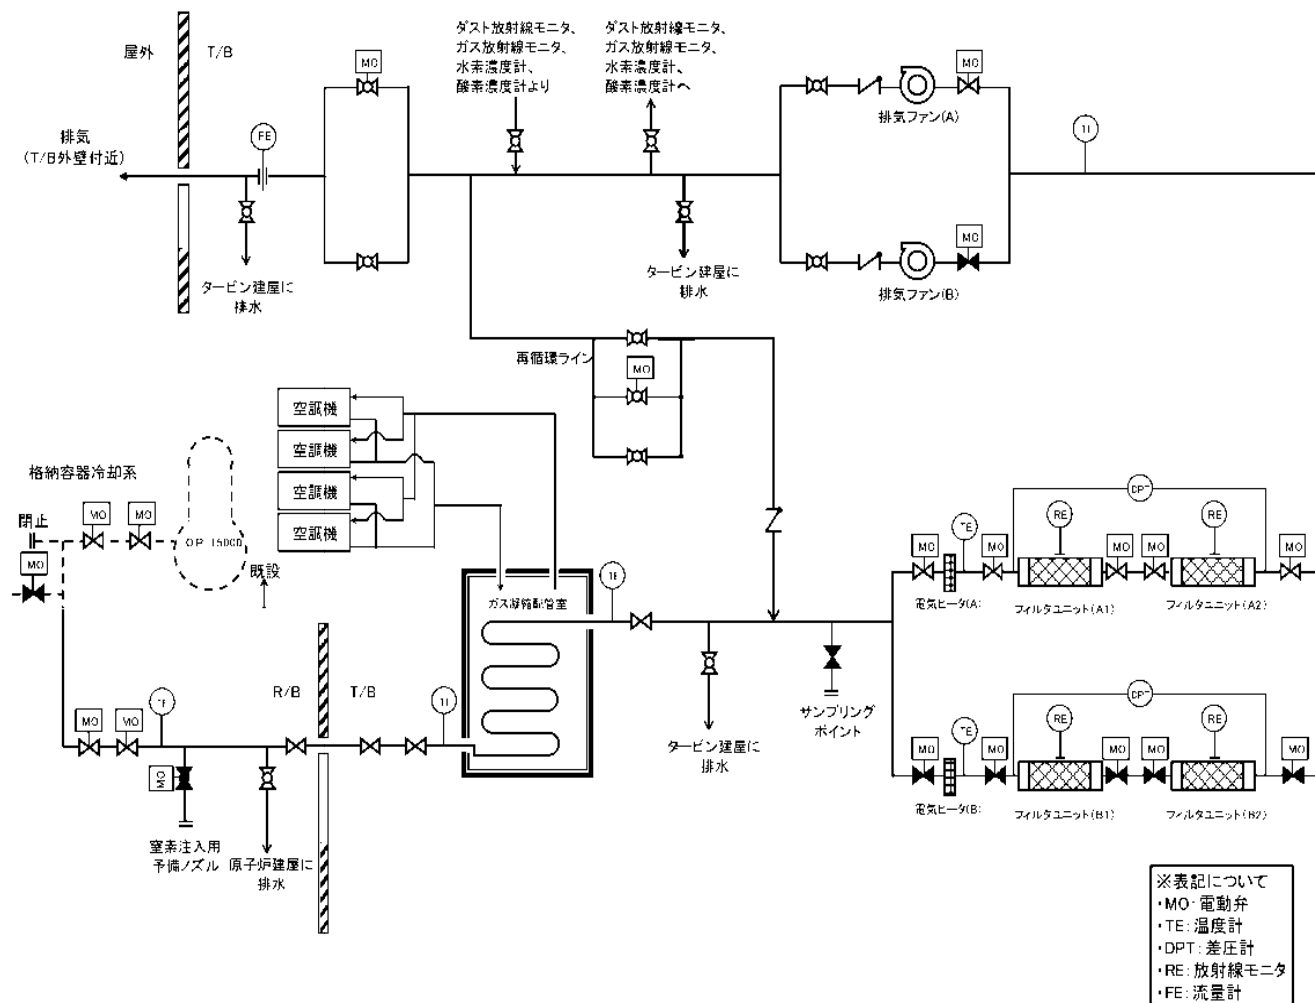 屋外
T/B
MO
ダスト放射線モニタ、
ガス放射線モニタ、
水素濃度計、
酸素濃度計より
ダスト放射線モニタ、
ガス放射線モニタ、
水素濃度計、
酸素濃度計へ
MO
排気ファン(A)
排気
(T/B外壁付近)
FE
タービン建屋に
排水
タービン建屋に
排水
MO
排気ファン(B)
再循環ライン
MO
空調機
空調機
空調機
空調機
格納容器冷却系
閉止
MO
MO
MO
既設
ガス凝縮配管室
R/B
T/B
MO
MO
MO
窒素注入用
予備ノズル
原子炉建屋に
排水
タービン建屋に
排水
サンプリング
ポイント
DPT
MO
TE
MO
RE
MO
MO
RE
MO
電気ヒータ(A)
フィルタユニット(A1)
フィルタユニット(A2)
DPT
MO
TE
MO
RE
MO
MO
RE
MO
電気ヒータ(B)
フィルタユニット(B1)
フィルタユニット(B2)
※表記について
・MO:電動弁
・TE:温度計
・DPT:差圧計
・RE:放射線モニタ
・FE:流量計